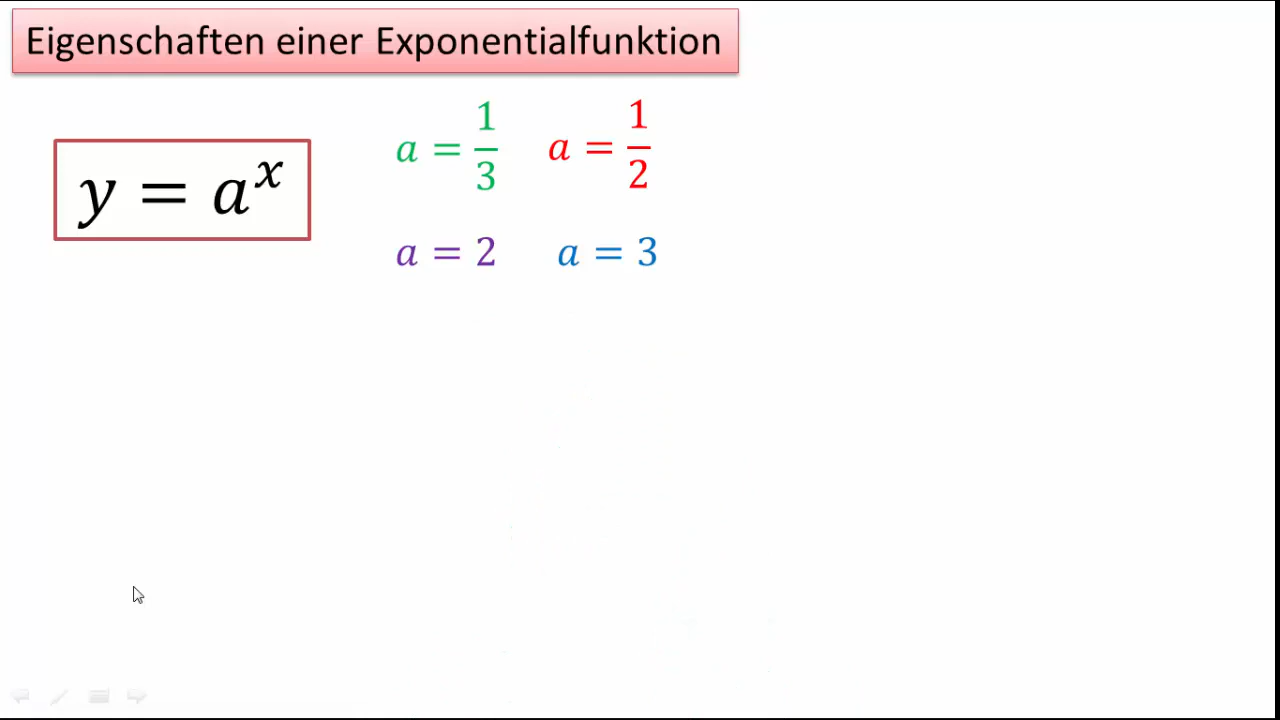 Eigenschaften einer Exponentialfunktion
y = a^x
a = 1/3 a = 1/2
a = 2 a = 3